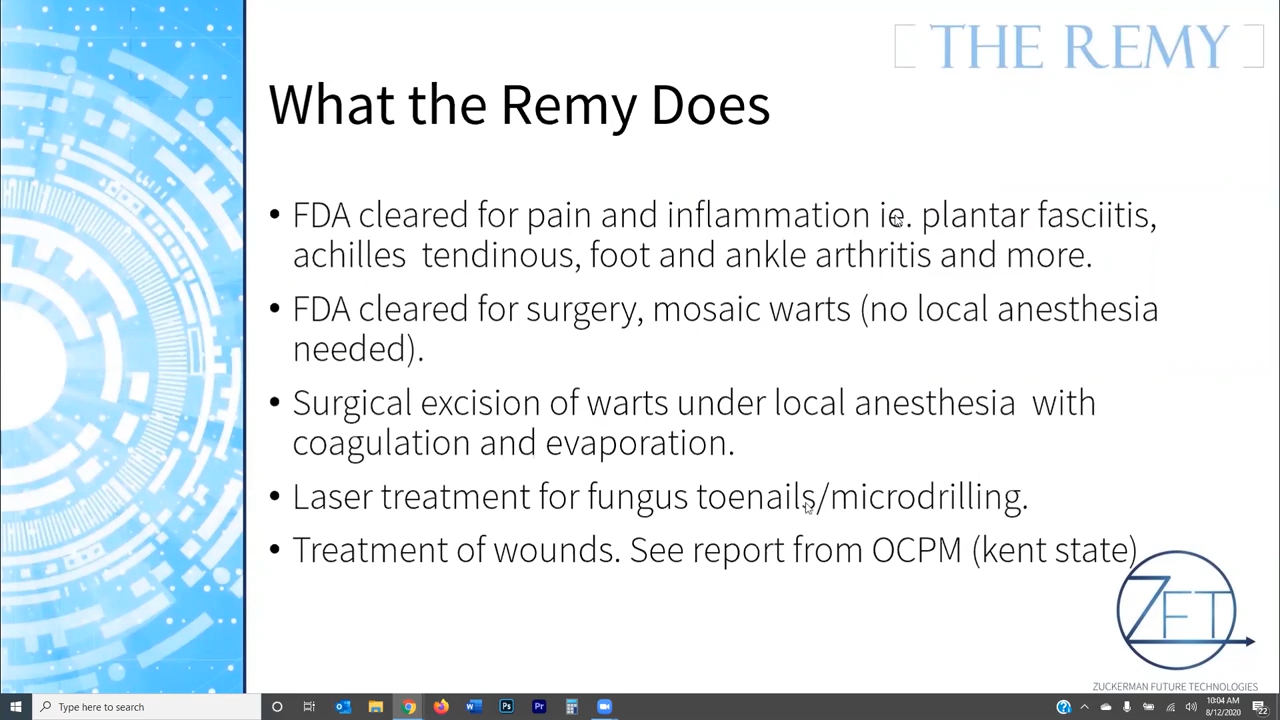 THE REMY
What the Remy Does
• FDA cleared for pain and inflammation ie. plantar fasciitis,
achilles tendinous, foot and ankle arthritis and more.
• FDA cleared for surgery, mosaic warts (no local anesthesia
needed).
• Surgical excision of warts under local anesthesia with
coagulation and evaporation.
• Laser treatment for fungus toenails/microdrilling.
• Treatment of wounds. See report from OCPM (kent state)
ZFT
ZUCKERMAN FUTURE TECHNOLOGIES
Type here to search
10:04 AM
8/12/2020
22